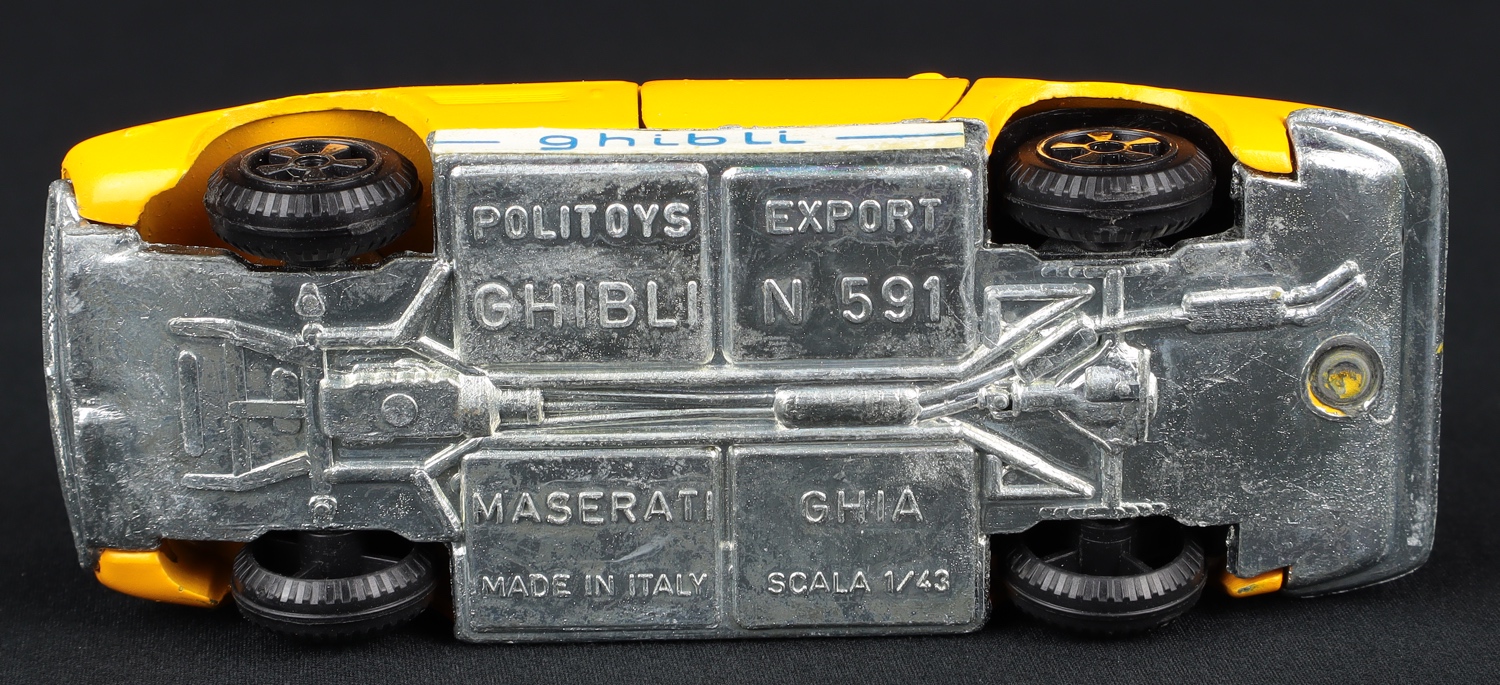 ghibli
POLITOYS
GHIBLI
EXPORT
N 591
MASERATI
MADE IN ITALY
GHIA
SCALA 1/43